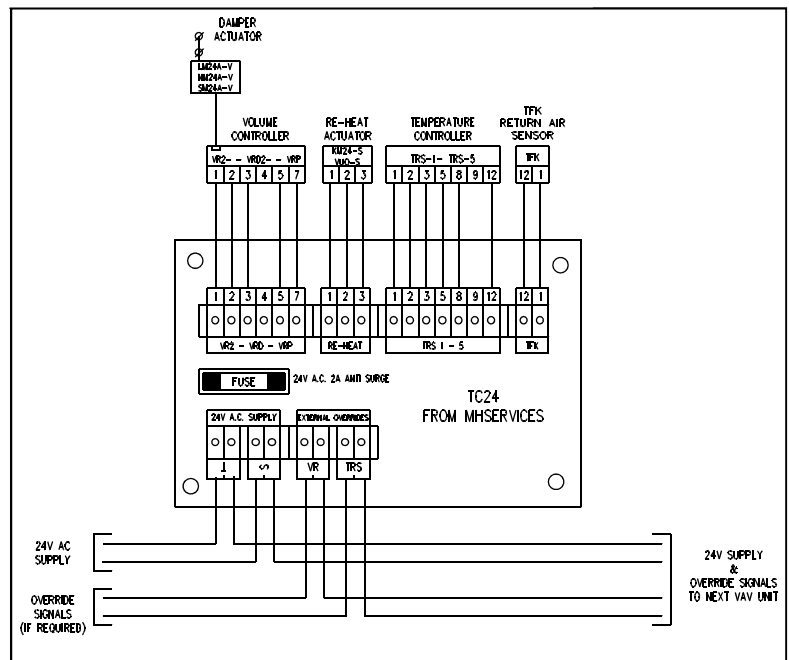 DAMPER
ACTUATOR
LM24A-V
NM24A-V
SM24A-V
VOLUME
CONTROLLER
RE-HEAT
ACTUATOR
TEMPERATURE
CONTROLLER
TFK
RETURN AIR
SENSOR
VR2- - VRD2- - VRP
KM24-S
VUO-S
TRS-1- TRS-5
TFK
1 2 3 4 5 7
1 2 3
1 2 3 5 8 9 12
12 1
1 2 3 4 5 7
1 2 3
1 2 3 5 8 9 12
12 1
VR2 - VRD - VRP
RE-HEAT
TRS 1 - 5
TFK
FUSE
24V A.C. 2A ANTI SURGE
TC24
FROM MHSERVICES
24V A.C. SUPPLY
EXTERNAL OVERRIDES
⊥ ~ VR TRS
24V AC
SUPPLY
OVERRIDE
SIGNALS
(IF REQUIRED)
24V SUPPLY
&
OVERRIDE SIGNALS
TO NEXT VAV UNIT